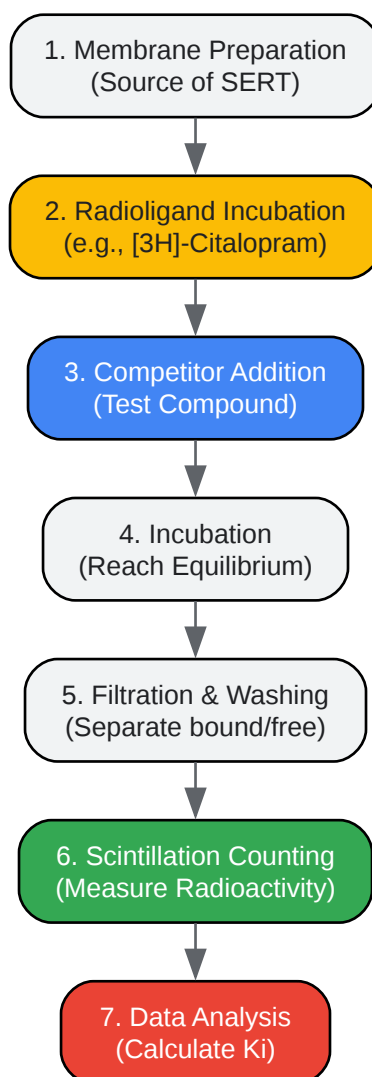 1. Membrane Preparation
(Source of SERT)
2. Radioligand Incubation
(e.g., [3H]-Citalopram)
3. Competitor Addition
(Test Compound)
4. Incubation
(Reach Equilibrium)
5. Filtration & Washing
(Separate bound/free)
6. Scintillation Counting
(Measure Radioactivity)
7. Data Analysis
(Calculate Ki)